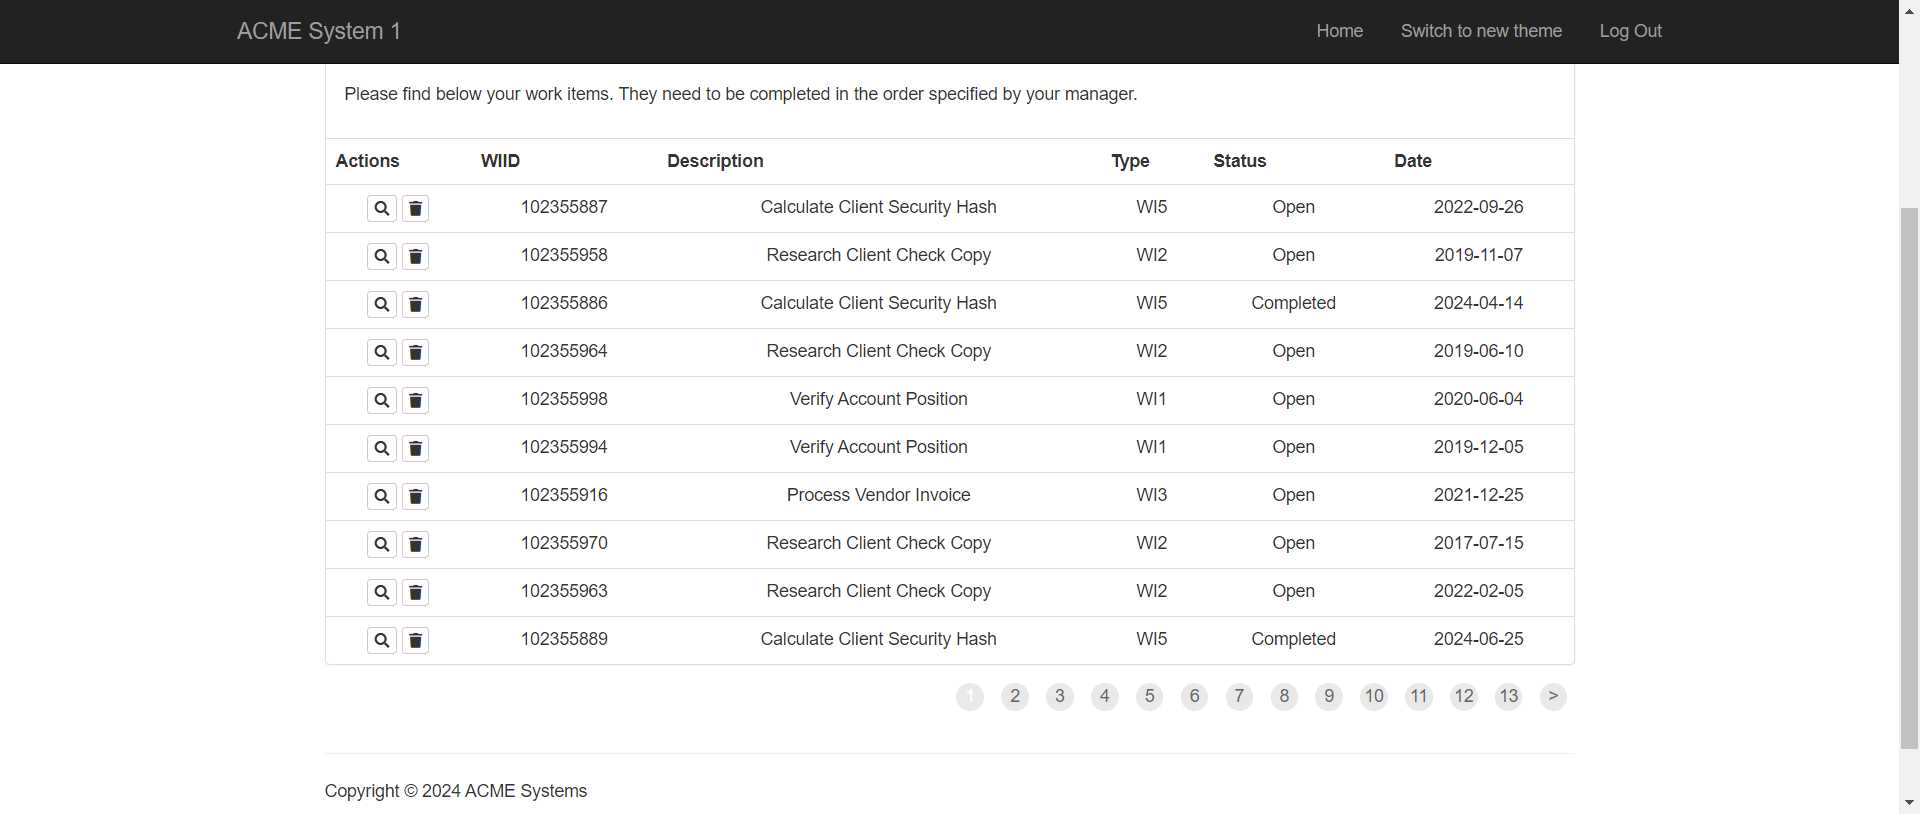 ACME System 1 Home Switch to new theme Log Out
Please find below your work items. They need to be completed in the order specified by your manager.
Actions WIID Description Type Status Date
102355887 Calculate Client Security Hash WI5 Open 2022-09-26
102355958 Research Client Check Copy WI2 Open 2019-11-07
102355886 Calculate Client Security Hash WI5 Completed 2024-04-14
102355964 Research Client Check Copy WI2 Open 2019-06-10
102355998 Verify Account Position WI1 Open 2020-06-04
102355994 Verify Account Position WI1 Open 2019-12-05
102355916 Process Vendor Invoice WI3 Open 2021-12-25
102355970 Research Client Check Copy WI2 Open 2017-07-15
102355963 Research Client Check Copy WI2 Open 2022-02-05
102355889 Calculate Client Security Hash WI5 Completed 2024-06-25
1 2 3 4 5 6 7 8 9 10 11 12 13 >
Copyright © 2024 ACME Systems